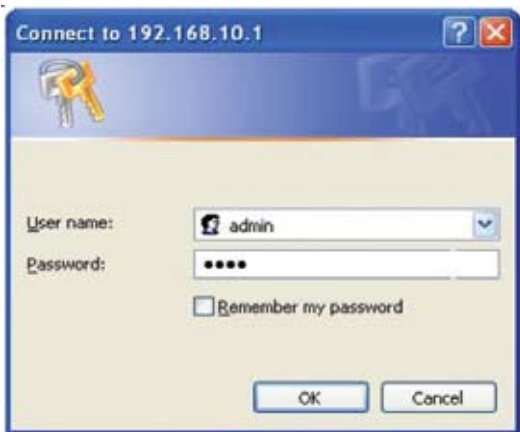 Connect to 192.168.10.1
User name:
admin
Password:
••••
Remember my password
OK
Cancel